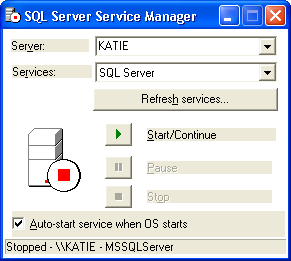 SQL Server Service Manager
Server: KATIE
Services: SQL Server
Refresh services...
Start/Continue
Pause
Stop
Auto-start service when OS starts
Stopped - \\KATIE - MSSQLServer